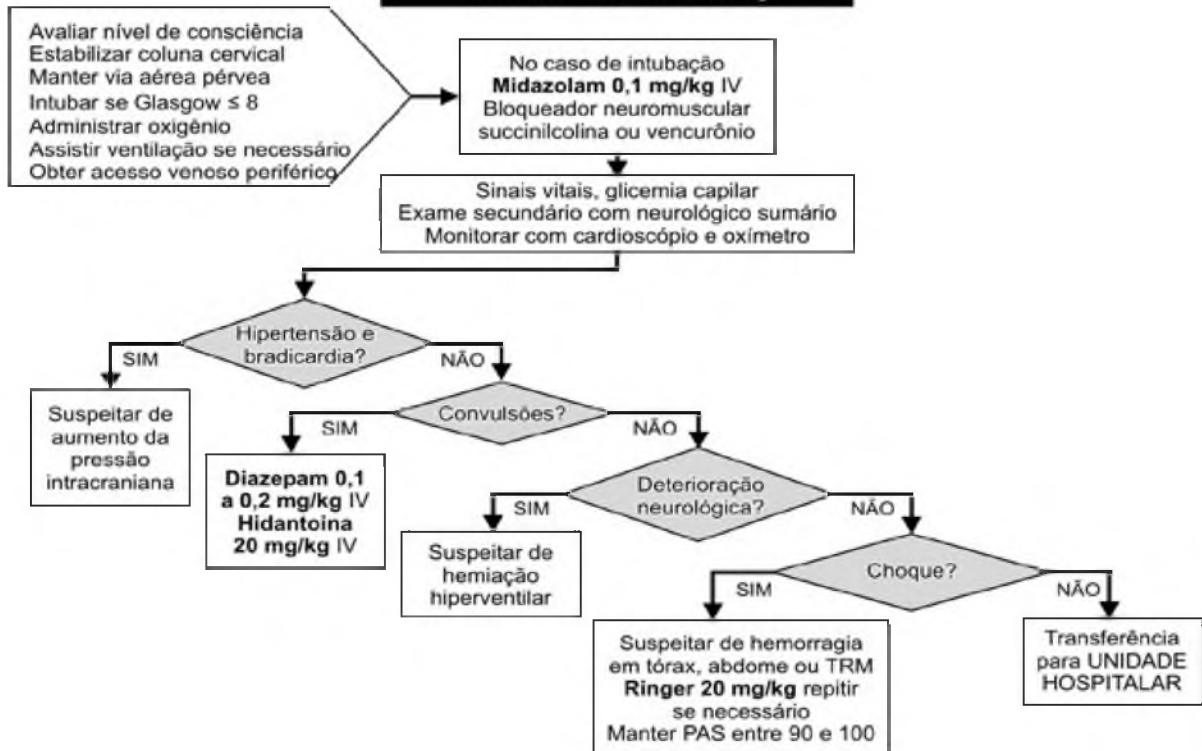 Avaliar nível de consciência
Estabilizar coluna cervical
Manter via aérea pérvea
Intubar se Glasgow ≤ 8
Administrar oxigênio
Assistir ventilação se necessário
Obter acesso venoso periférico
No caso de intubação
Midazolam 0,1 mg/kg IV
Bloqueador neuromuscular
succinilcolina ou vencurônio
Sinais vitais, glicemia capilar
Exame secundário com neurológico sumário
Monitorar com cardioscópio e oxímetro
Hipertensão e
bradicardia?
SIM
NÃO
Suspeitar de
aumento da
pressão
intracraniana
Convulsões?
SIM
NÃO
Diazepam 0,1
a 0,2 mg/kg IV
Hidantoina
20 mg/kg IV
Deterioração
neurológica?
SIM
NÃO
Suspeitar de
hemiação
hiperventilar
Choque?
SIM
NÃO
Suspeitar de hemorragia
em tórax, abdome ou TRM
Ringer 20 mg/kg repitir
se necessário
Manter PAS entre 90 e 100
Transferência
para UNIDADE
HOSPITALAR